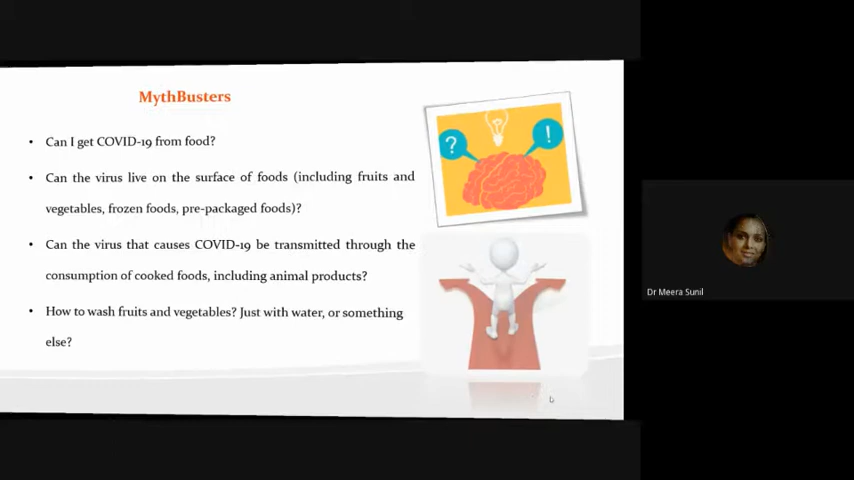 MythBusters
• Can I get COVID-19 from food?
• Can the virus live on the surface of foods (including fruits and
vegetables, frozen foods, pre-packaged foods)?
• Can the virus that causes COVID-19 be transmitted through the
consumption of cooked foods, including animal products?
• How to wash fruits and vegetables? Just with water, or something
else?
?
!
Dr Meera Sunil